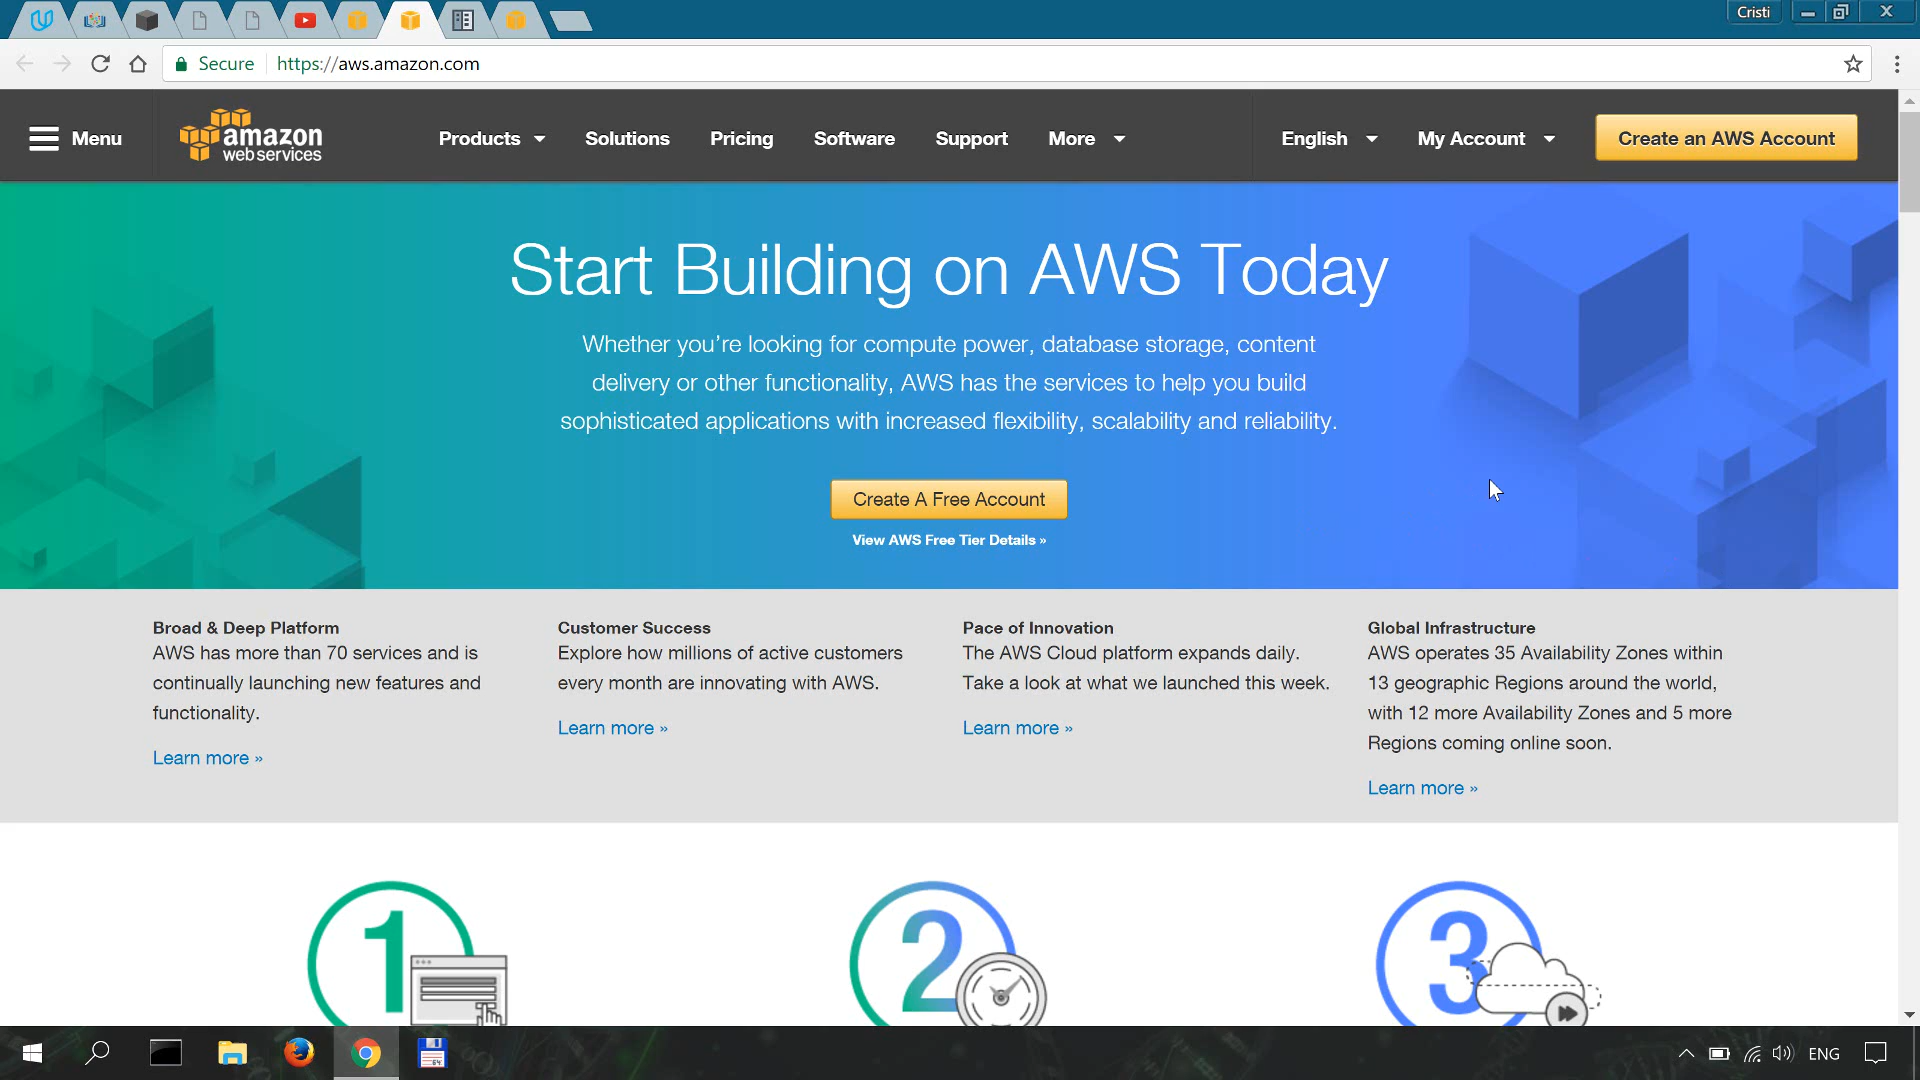 Cristi
Secure https://aws.amazon.com
Menu
amazon
webservices
Products
Solutions
Pricing
Software
Support
More
English
My Account
Create an AWS Account
Start Building on AWS Today
Whether you’re looking for compute power, database storage, content
delivery or other functionality, AWS has the services to help you build
sophisticated applications with increased flexibility, scalability and reliability.
Create A Free Account
View AWS Free Tier Details »
Broad & Deep Platform
AWS has more than 70 services and is
continually launching new features and
functionality.
Learn more »
Customer Success
Explore how millions of active customers
every month are innovating with AWS.
Learn more »
Pace of Innovation
The AWS Cloud platform expands daily.
Take a look at what we launched this week.
Learn more »
Global Infrastructure
AWS operates 35 Availability Zones within
13 geographic Regions around the world,
with 12 more Availability Zones and 5 more
Regions coming online soon.
Learn more »
1
2
3
64
ENG